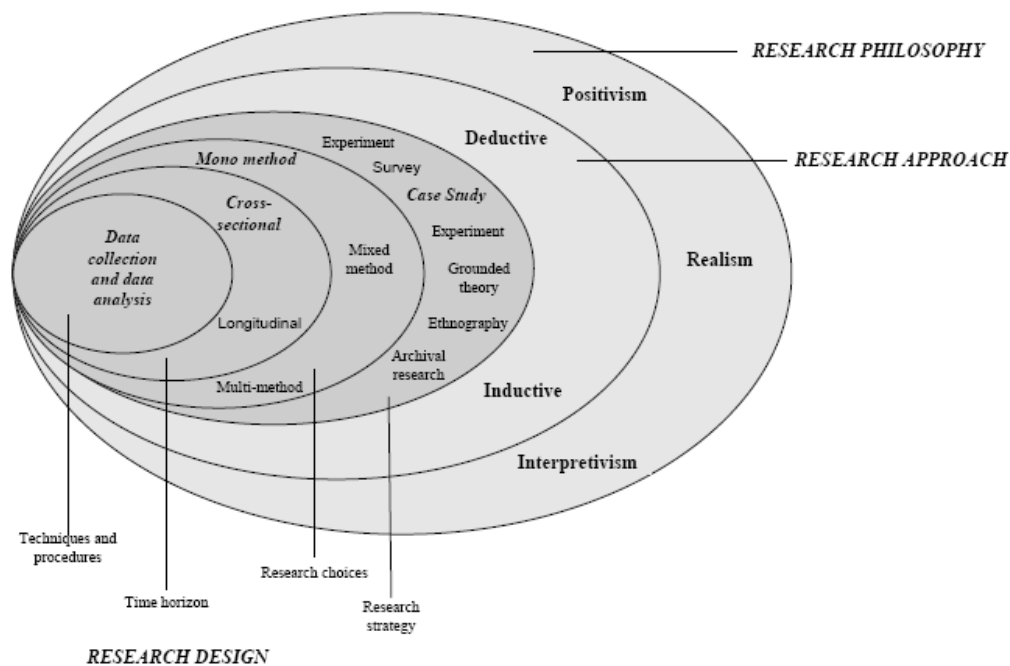 RESEARCH PHILOSOPHY
Positivism
Deductive
Experiment
Mono method
RESEARCH APPROACH
Survey
Case Study
Cross-
sectional
Experiment
Data
collection
and data
analysis
Mixed
method
Realism
Grounded
theory
Longitudinal
Ethnography
Archival
research
Multi-method
Inductive
Interpretivism
Techniques and
procedures
Research choices
Time horizon
Research
strategy
RESEARCH DESIGN